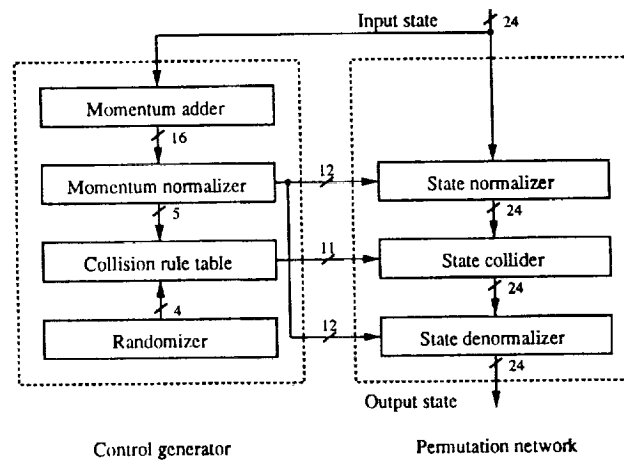 Input state
24
Momentum adder
16
Momentum normalizer
12
State normalizer
5
24
Collision rule table
11
State collider
4
24
Randomizer
12
State denormalizer
24
Output state
Control generator
Permutation network